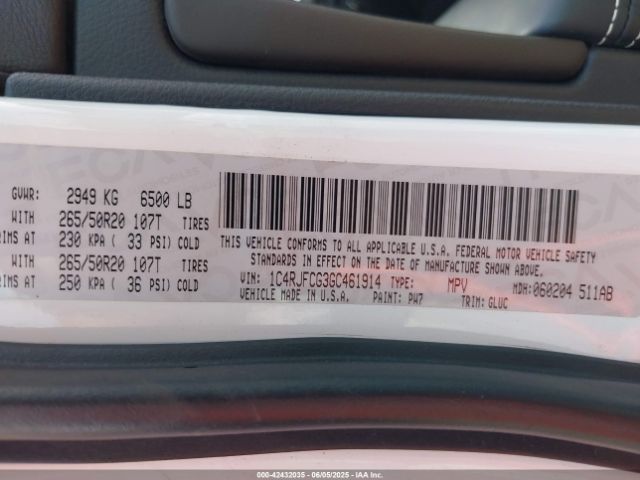 GVWR: 2949 KG 6500 LB
WITH 265/50R20 107T TIRES
RIMS AT 230 KPA ( 33 PSI) COLD
WITH 265/50R20 107T TIRES
RIMS AT 250 KPA ( 36 PSI) COLD
THIS VEHICLE CONFORMS TO ALL APPLICABLE U.S.A. FEDERAL MOTOR VEHICLE SAFETY
STANDARDS IN EFFECT ON THE DATE OF MANUFACTURE SHOWN ABOVE.
VIN: 1C4RJFCG3GC461914 TYPE: MPV MDH: 060204 511AB
VEHICLE MADE IN U.S.A. PAINT: PW7 TRIM: GLUC
000-42432035 - 06/05/2025 - IAA Inc.